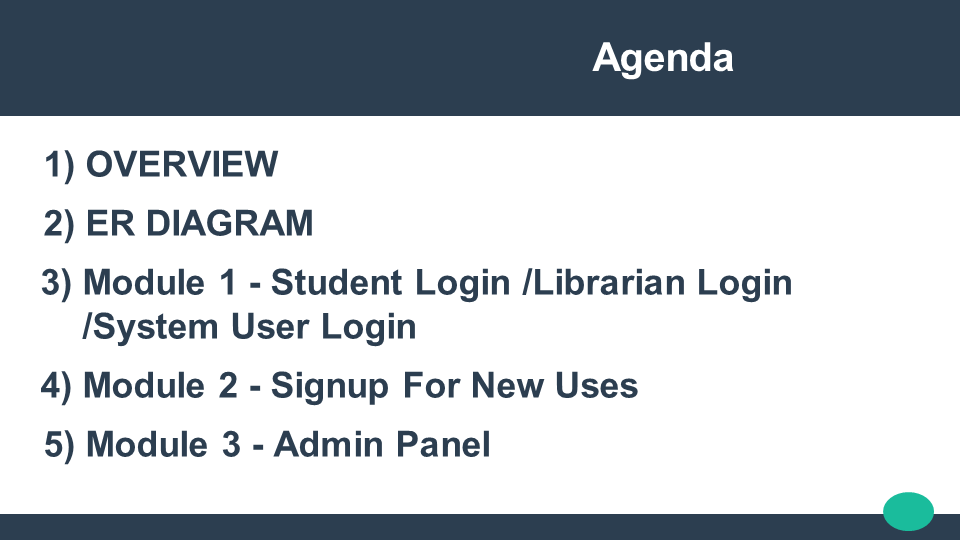 Agenda
1) OVERVIEW
2) ER DIAGRAM
3) Module 1 - Student Login /Librarian Login
/System User Login
4) Module 2 - Signup For New Uses
5) Module 3 - Admin Panel